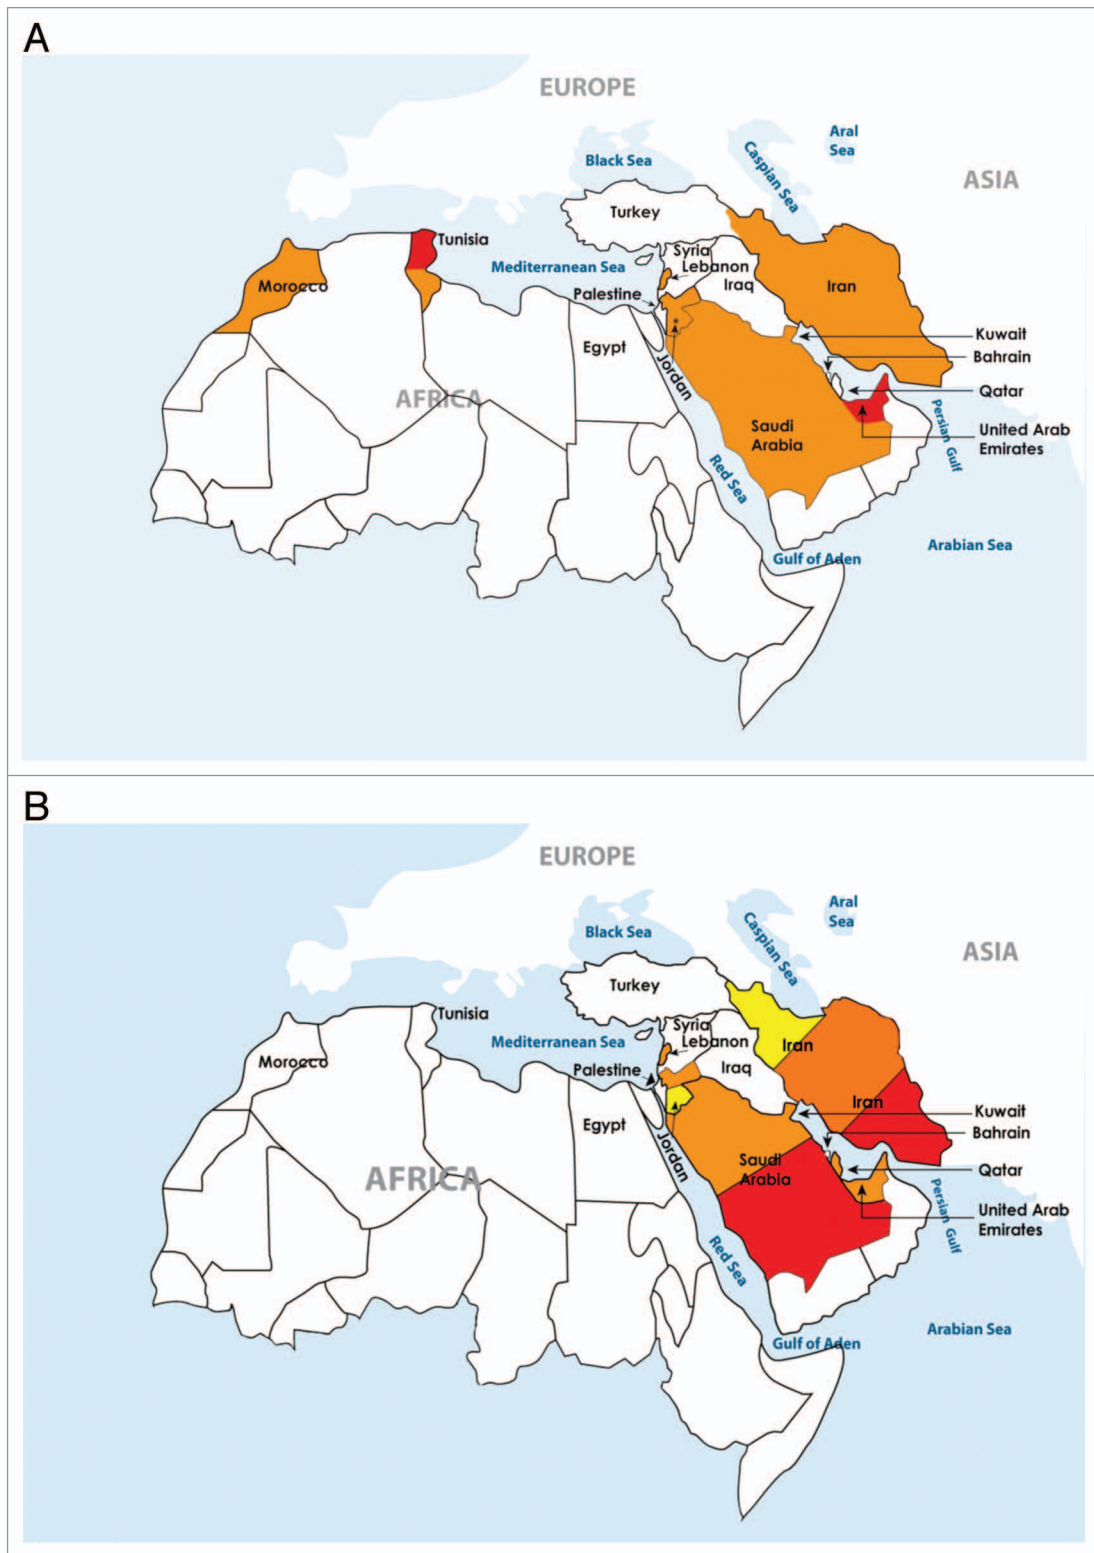 A
EUROPE
Aral
Sea
Caspian Sea
Black Sea
ASIA
Turkey
Tunisia
Syria
Mediterranean Sea
Lebanon
Morocco
Iraq
Iran
Palestine
Kuwait
Egypt
Bahrain
Jordan
AFRICA
Qatar
Persian Gulf
Saudi
Arabia
United Arab
Emirates
Red Sea
Arabian Sea
Gulf of Aden
B
EUROPE
Aral
Sea
Caspian Sea
Black Sea
ASIA
Turkey
Tunisia
Syria
Mediterranean Sea
Lebanon
Iran
Morocco
Iraq
Palestine
Iran
Kuwait
Egypt
Bahrain
Jordan
Saudi
Arabia
AFRICA
Qatar
Persian Gulf
United Arab
Emirates
Red Sea
Arabian Sea
Gulf of Aden